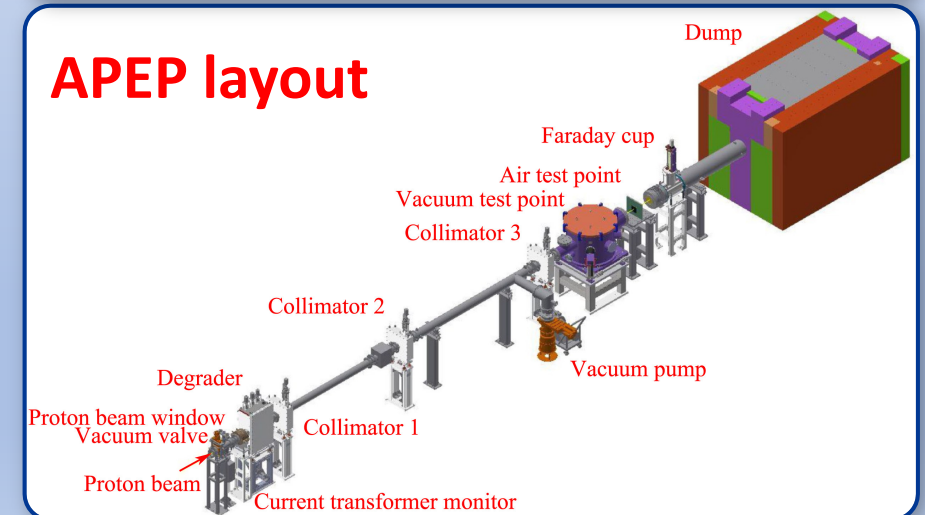 APEP layout
Dump
Faraday cup
Air test point
Vacuum test point
Collimator 3
Collimator 2
Vacuum pump
Degrader
Proton beam window
Collimator 1
Vacuum valve
Proton beam
Current transformer monitor